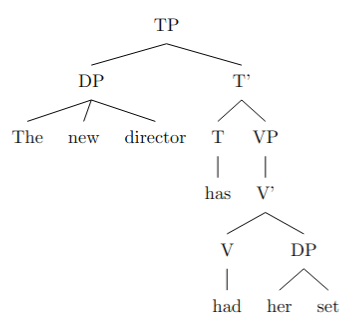 TP
DP T’
The new director T VP
has V’
V DP
had her set